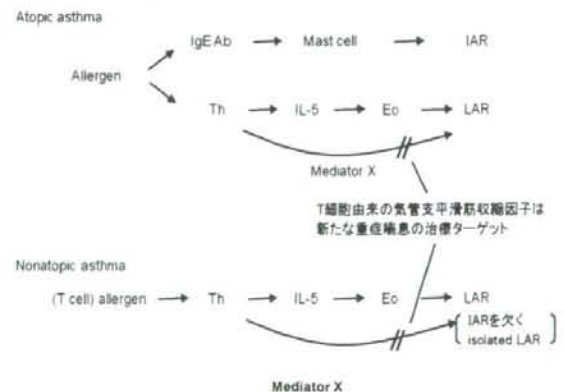 Atopic asthma
IgE Ab → Mast cell → IAR
Allergen
Th → IL-5 → Eo → LAR
Mediator X
T細胞由来の気管支平滑筋収縮因子は
新たな重症喘息の治療ターゲット
Nonatopic asthma
(T cell) allergen → Th → IL-5 → Eo → LAR
IARを欠く
isolated LAR
Mediator X